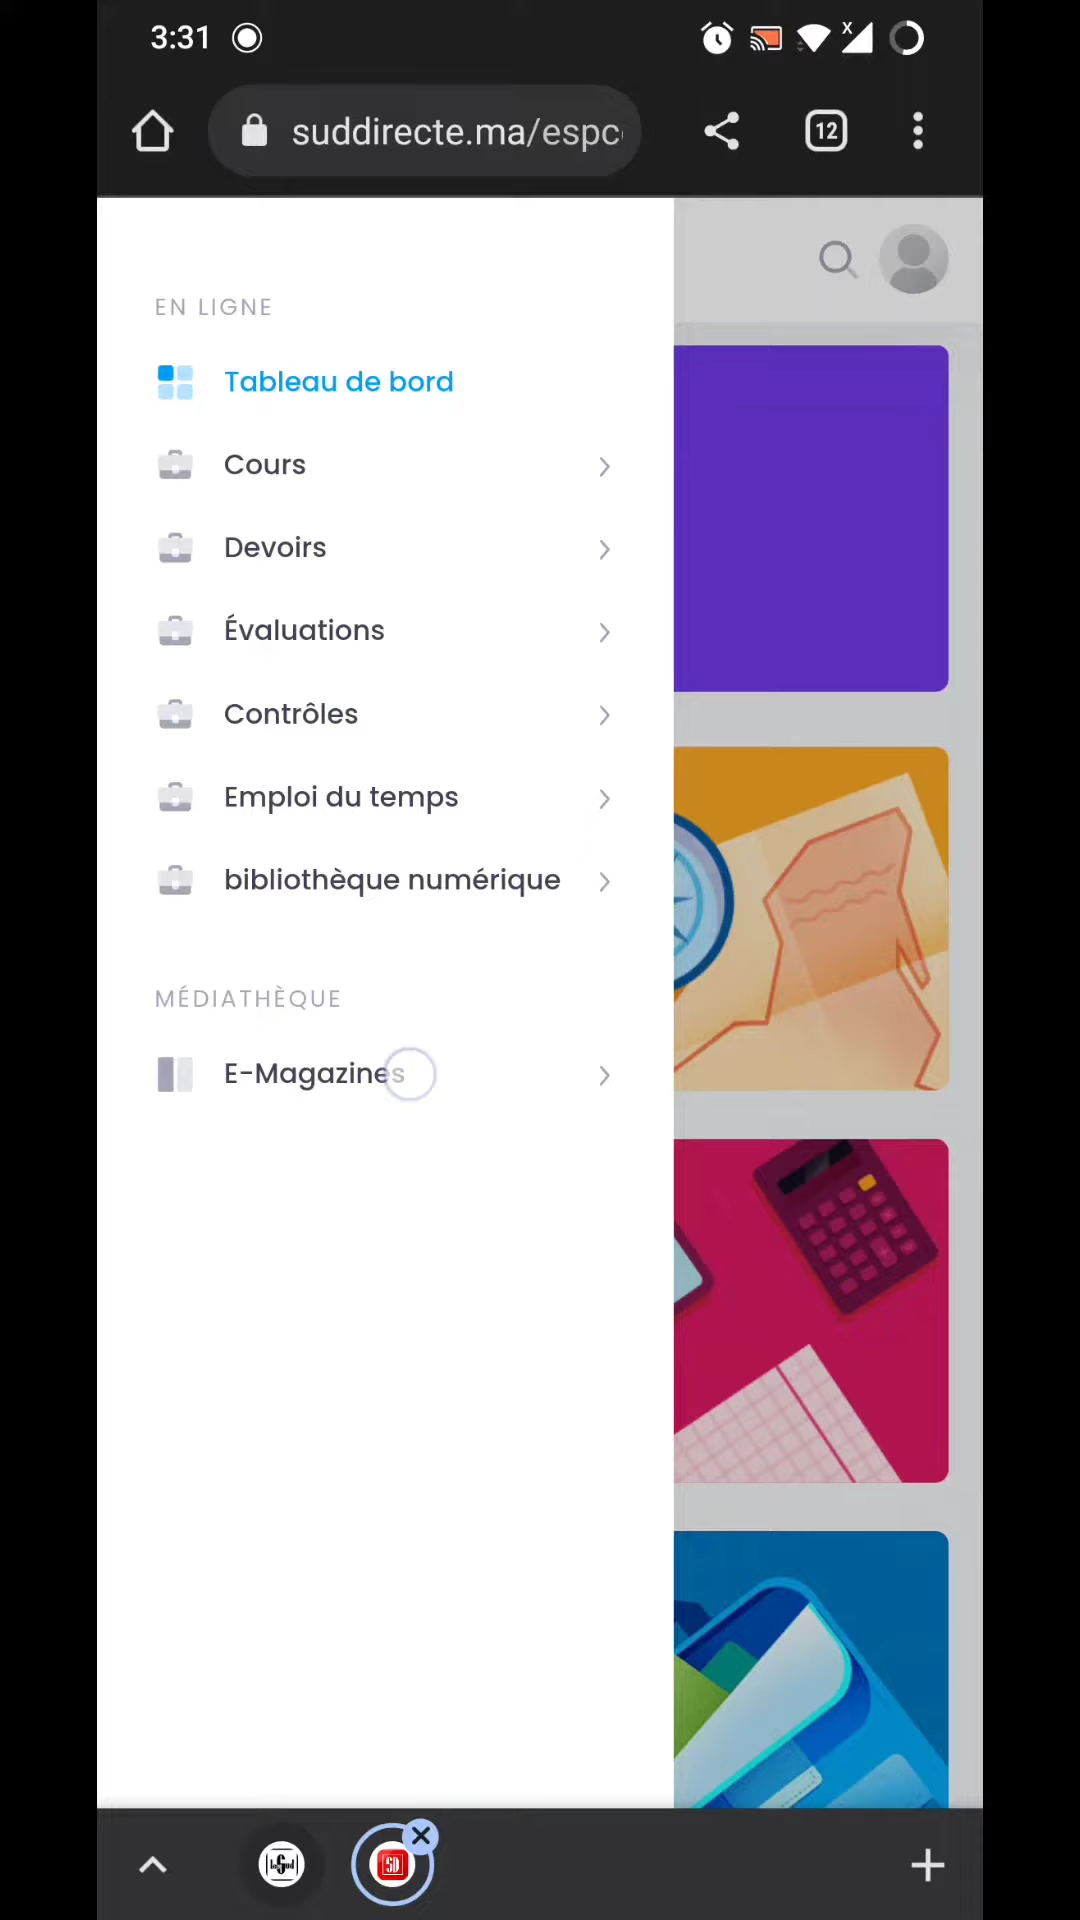 3:31
suddirecte.ma/espc
12
EN LIGNE
Tableau de bord
Cours
Devoirs
Évaluations
Contrôles
Emploi du temps
bibliothèque numérique
MÉDIATHÈQUE
E-Magazines
SD